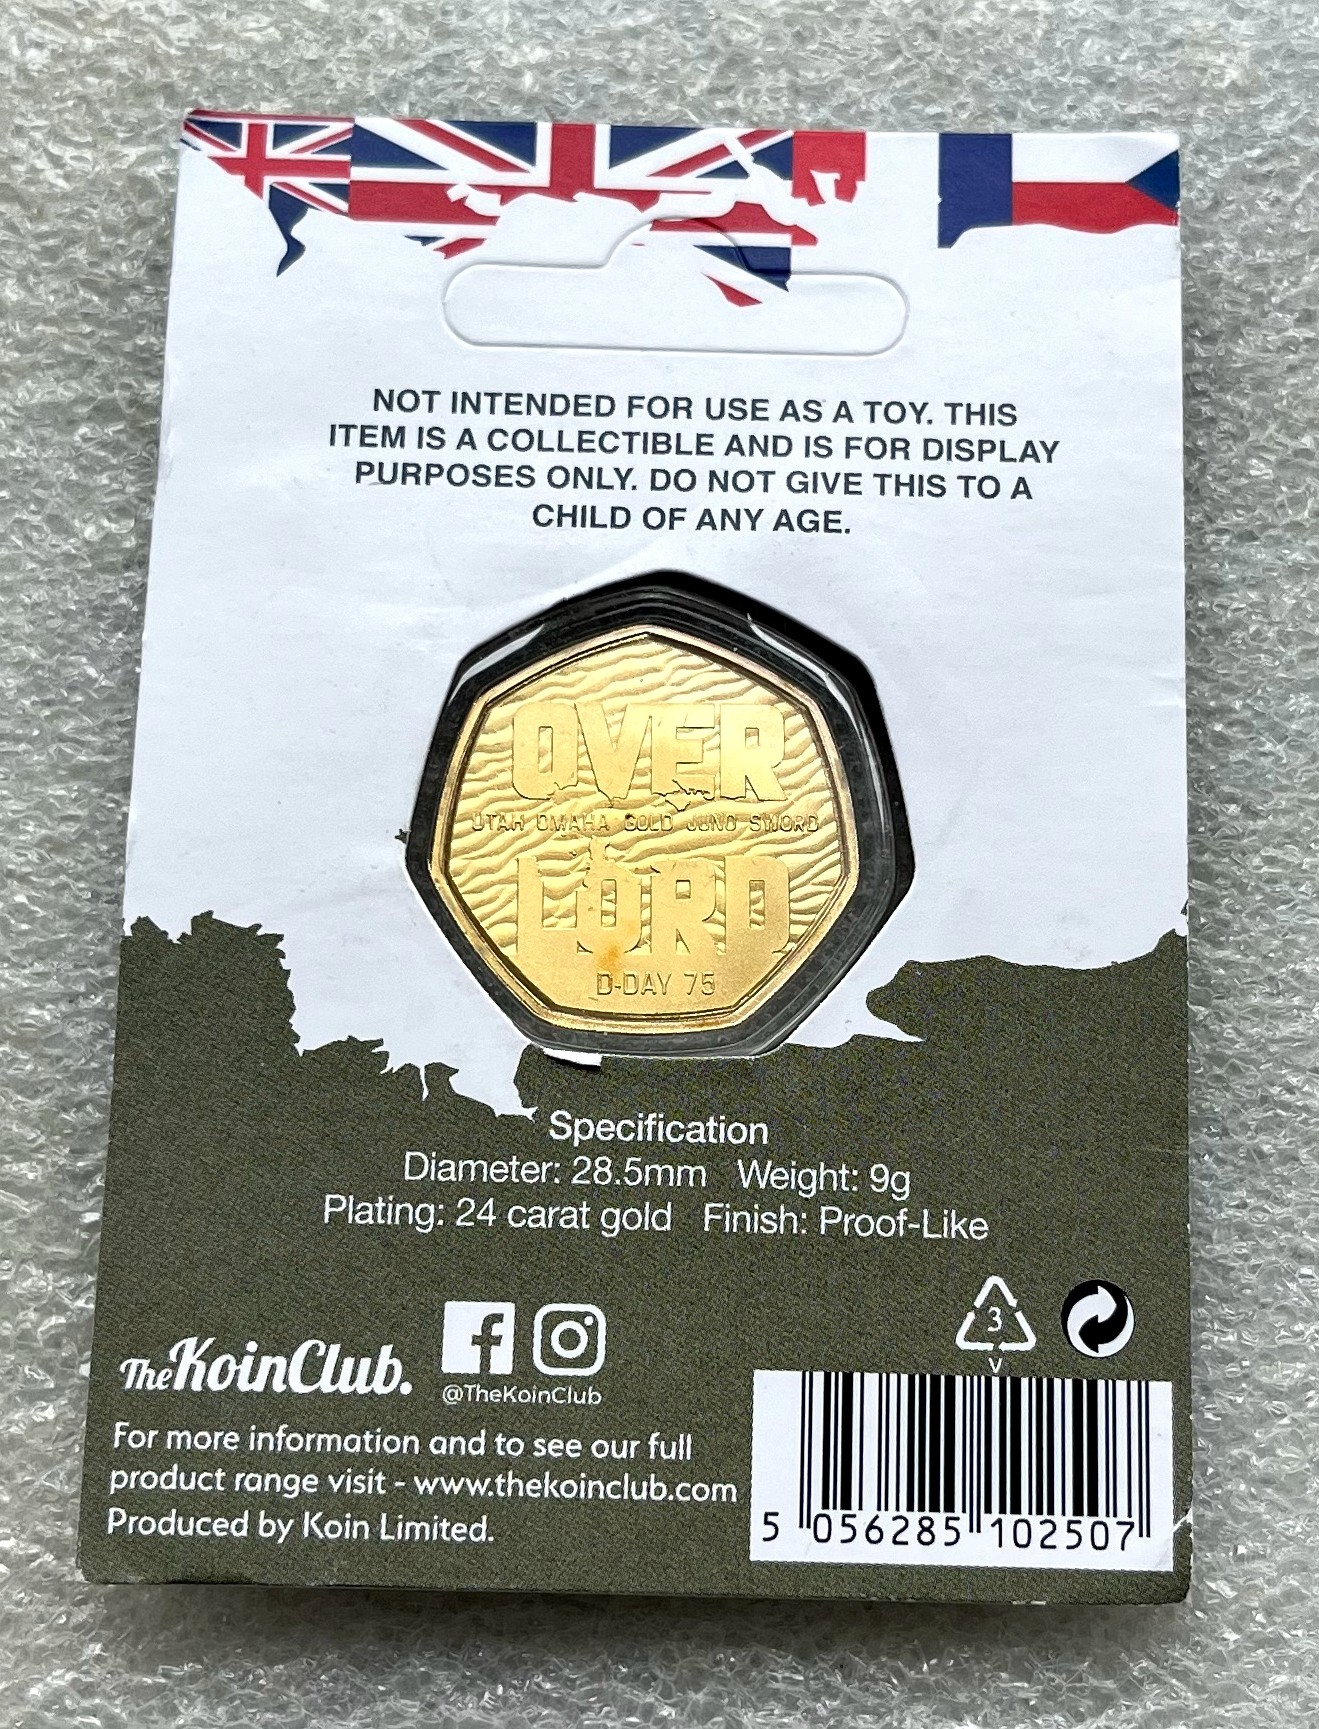 NOT INTENDED FOR USE AS A TOY. THIS
ITEM IS A COLLECTIBLE AND IS FOR DISPLAY
PURPOSES ONLY. DO NOT GIVE THIS TO A
CHILD OF ANY AGE.
OVER
UTAH OMAHA GOLD JUNO SWORD
LORD
D-DAY 75
Specification
Diameter: 28.5mm Weight: 9g
Plating: 24 carat gold Finish: Proof-Like
3
V
TheKoinClub.
@TheKoinClub
For more information and to see our full
product range visit - www.thekoinclub.com
Produced by Koin Limited.
5 056285 102507